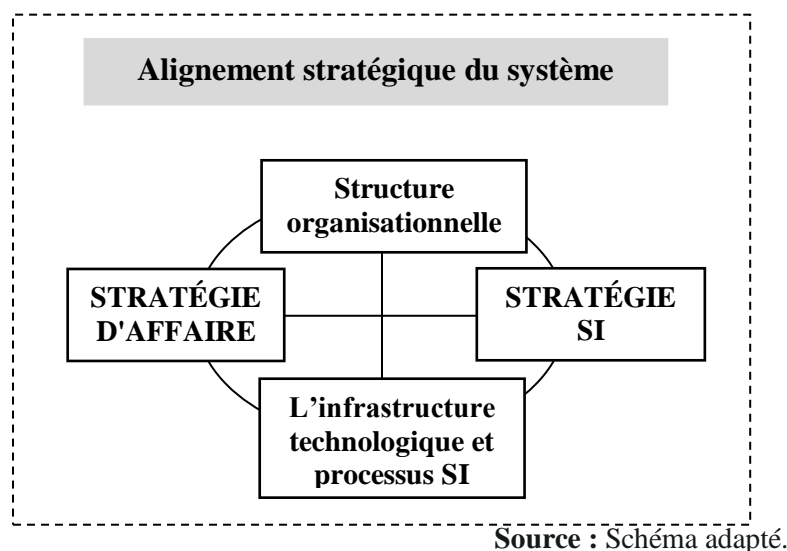 Alignement stratégique du système
Structure
organisationnelle
STRATÉGIE
D'AFFAIRE
STRATÉGIE
SI
L’infrastructure
technologique et
processus SI
Source : Schéma adapté.